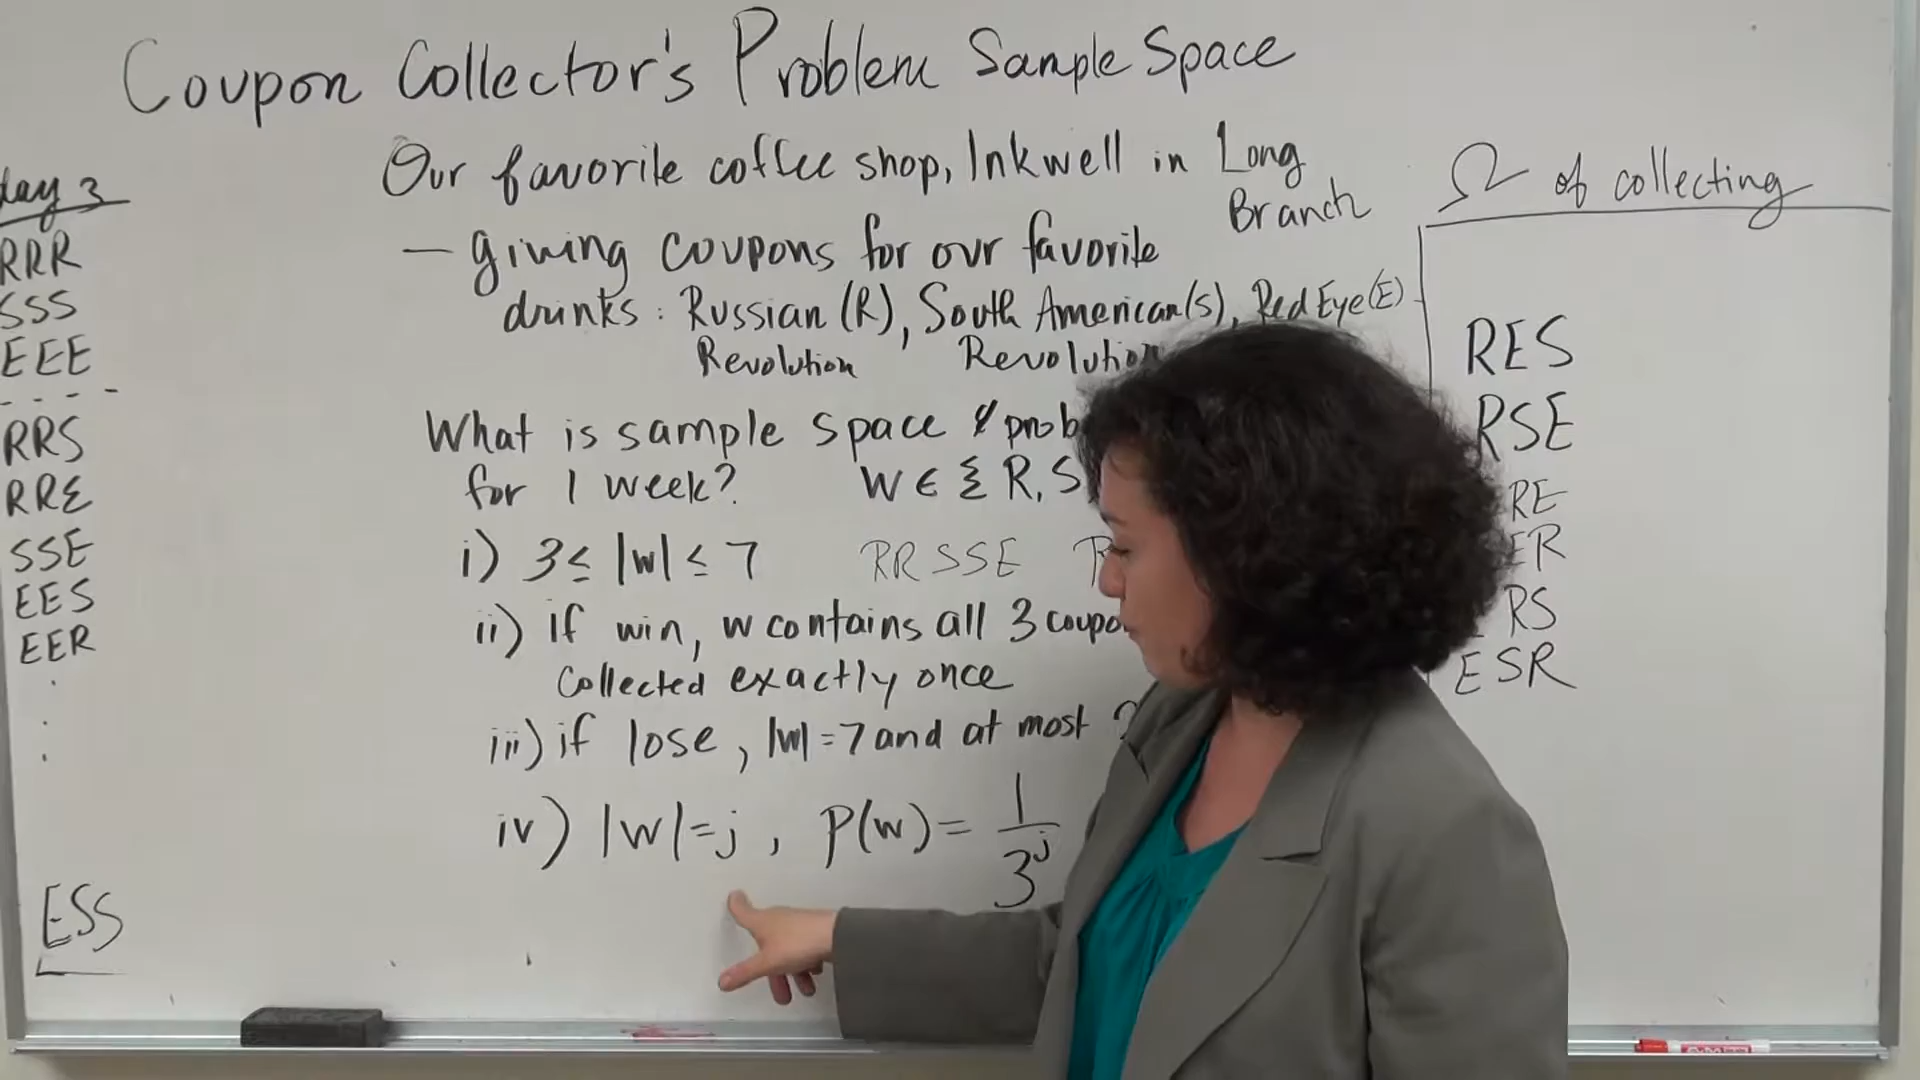 Coupon Collector's Problem Sample Space
Our favorite coffee shop, Inkwell in Long
Branch
— giving coupons for our favorite
drinks: Russian (R), South American(s), Red Eye(E)
Revolution Revolution
What is sample space & prob
for 1 week? W ∈ { R, S
i) 3 ≤ |w| ≤ 7 RRSSE
ii) if win, w contains all 3
collected exactly once
iii) if lose, |w| = 7 and at most
iv) |w|=j, P(w) = 1/3^j
day 3
RRR
SSS
EEE
- - - -
RRS
RRE
SSE
EES
EER
.
.
.
ESS
Ω of collecting
RES
RSE
RE
ER
RS
ESR